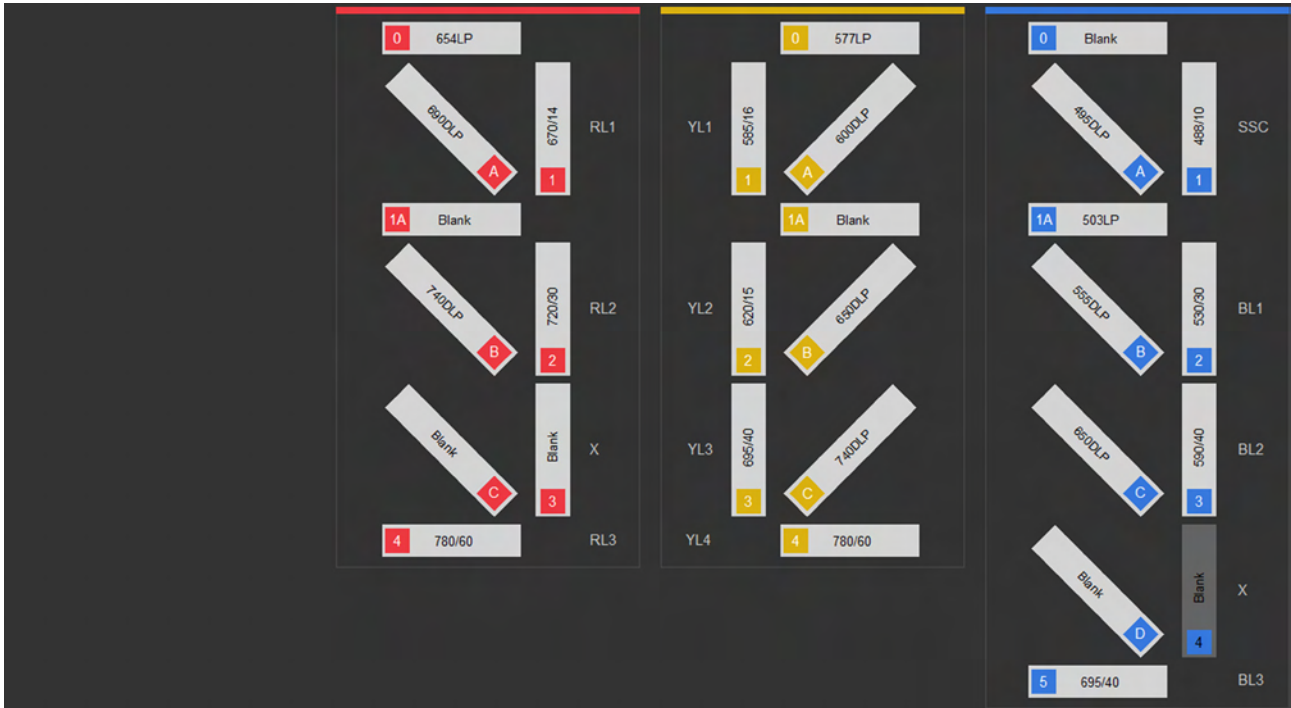 0 654LP
690DLP A
670/14 1
RL1
1A Blank
740DLP B
720/30 2
RL2
Blank C
Blank 3
X
4 780/60
RL3
0 577LP
YL1
585/16 1
600DLP A
1A Blank
YL2
620/15 2
650DLP B
YL3
695/40 3
740DLP C
YL4
4 780/60
0 Blank
495DLP A
488/10 1
SSC
1A 503LP
555DLP B
530/30 2
BL1
650DLP C
590/40 3
BL2
Blank D
Blank 4
X
5 695/40
BL3